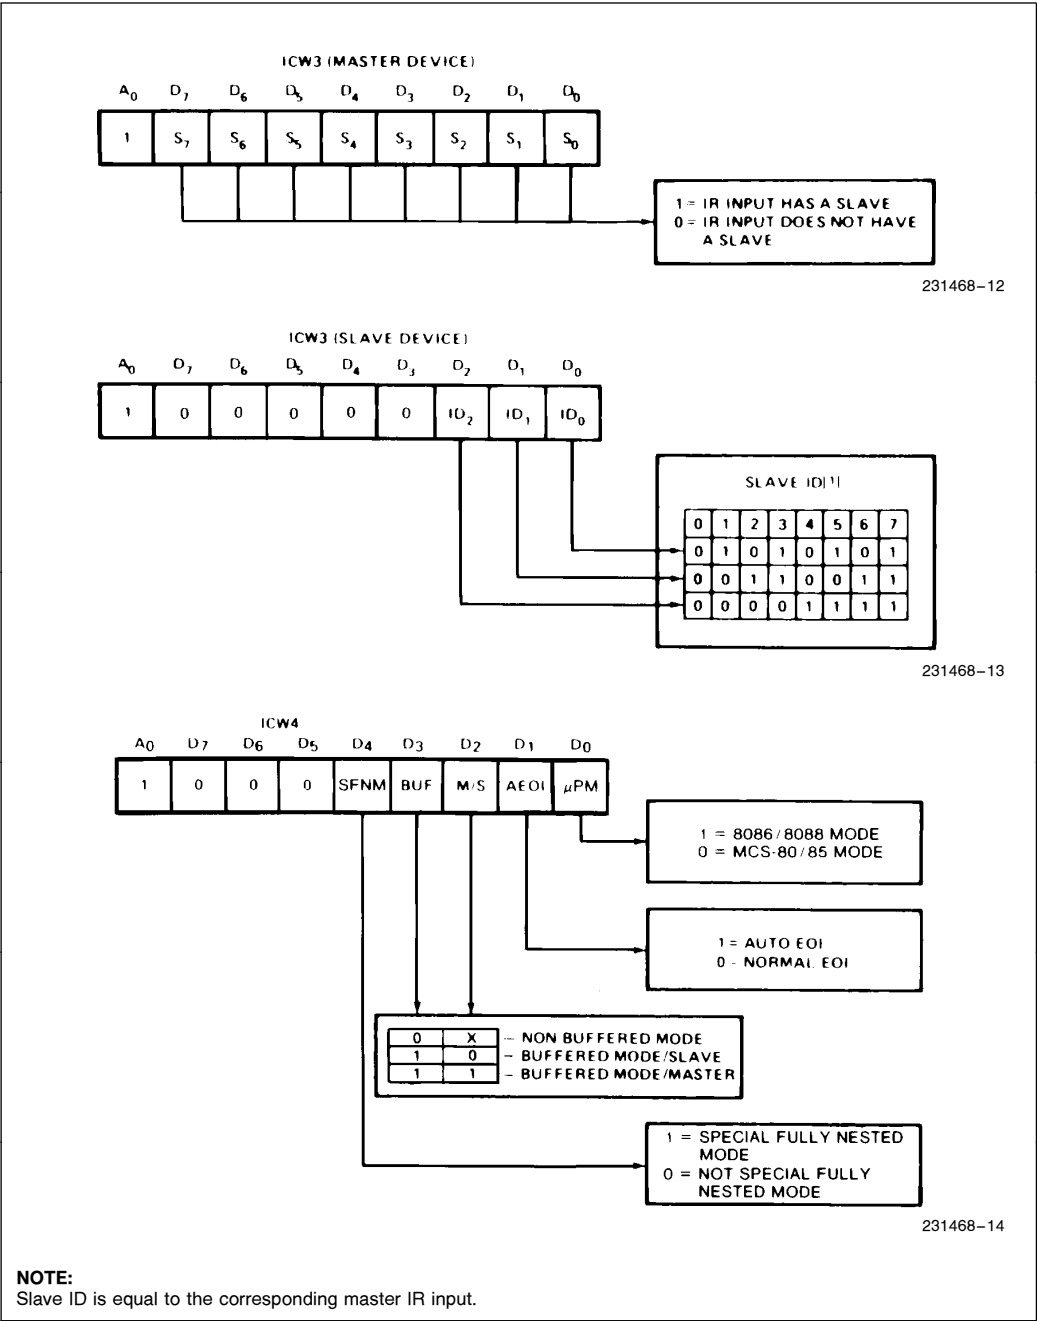 ICW3 (MASTER DEVICE)
A0 D7 D6 D5 D4 D3 D2 D1 D0
1 S7 S6 S5 S4 S3 S2 S1 S0
1 = IR INPUT HAS A SLAVE
0 = IR INPUT DOES NOT HAVE
A SLAVE
231468–12
ICW3 (SLAVE DEVICE)
A0 D7 D6 D5 D4 D3 D2 D1 D0
1 0 0 0 0 0 ID2 ID1 ID0
SLAVE ID[1]
0 1 2 3 4 5 6 7
0 1 0 1 0 1 0 1
0 0 1 1 0 0 1 1
0 0 0 0 1 1 1 1
231468–13
ICW4
A0 D7 D6 D5 D4 D3 D2 D1 D0
1 0 0 0 SFNM BUF M/S AEOI μPM
1 = 8086/8088 MODE
0 = MCS-80/85 MODE
1 = AUTO EOI
0 - NORMAL EOI
0 X – NON BUFFERED MODE
1 0 – BUFFERED MODE/SLAVE
1 1 – BUFFERED MODE/MASTER
1 = SPECIAL FULLY NESTED
MODE
0 = NOT SPECIAL FULLY
NESTED MODE
231468–14
NOTE:
Slave ID is equal to the corresponding master IR input.